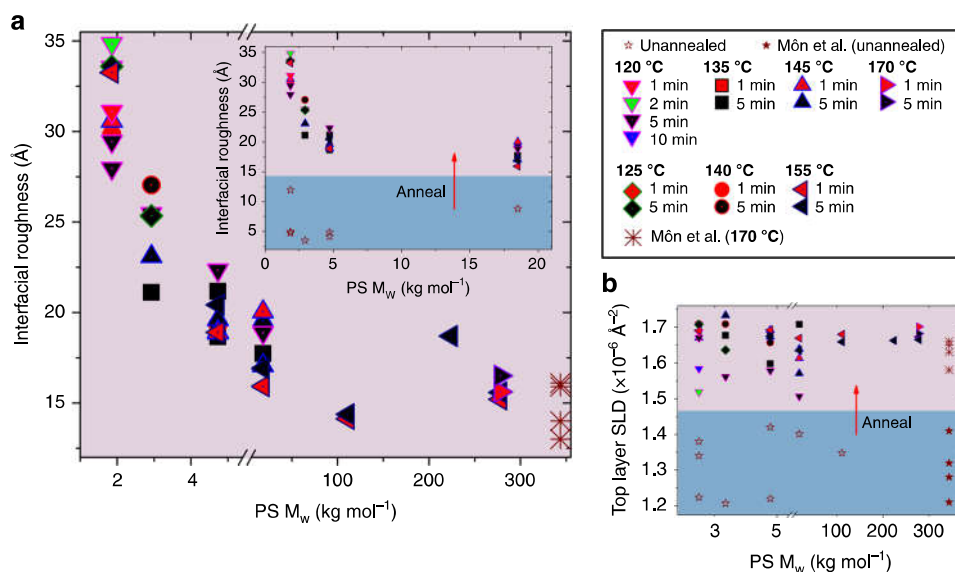 a
Interfacial roughness (Å)
35
30
25
20
15
2
4
100
200
300
PS Mw (kg mol⁻¹)
Interfacial roughness (Å)
35
30
25
20
15
10
5
0
5
10
15
20
PS Mw (kg mol⁻¹)
Anneal
Unannealed
Môn et al. (unannealed)
120 °C
135 °C
145 °C
170 °C
1 min
1 min
1 min
1 min
2 min
5 min
5 min
5 min
5 min
10 min
125 °C
140 °C
155 °C
1 min
1 min
1 min
5 min
5 min
5 min
Môn et al. (170 °C)
b
Top layer SLD (×10⁻⁶ Å⁻²)
1.7
1.6
1.5
1.4
1.3
1.2
Anneal
3
5
100
200
300
PS Mw (kg mol⁻¹)